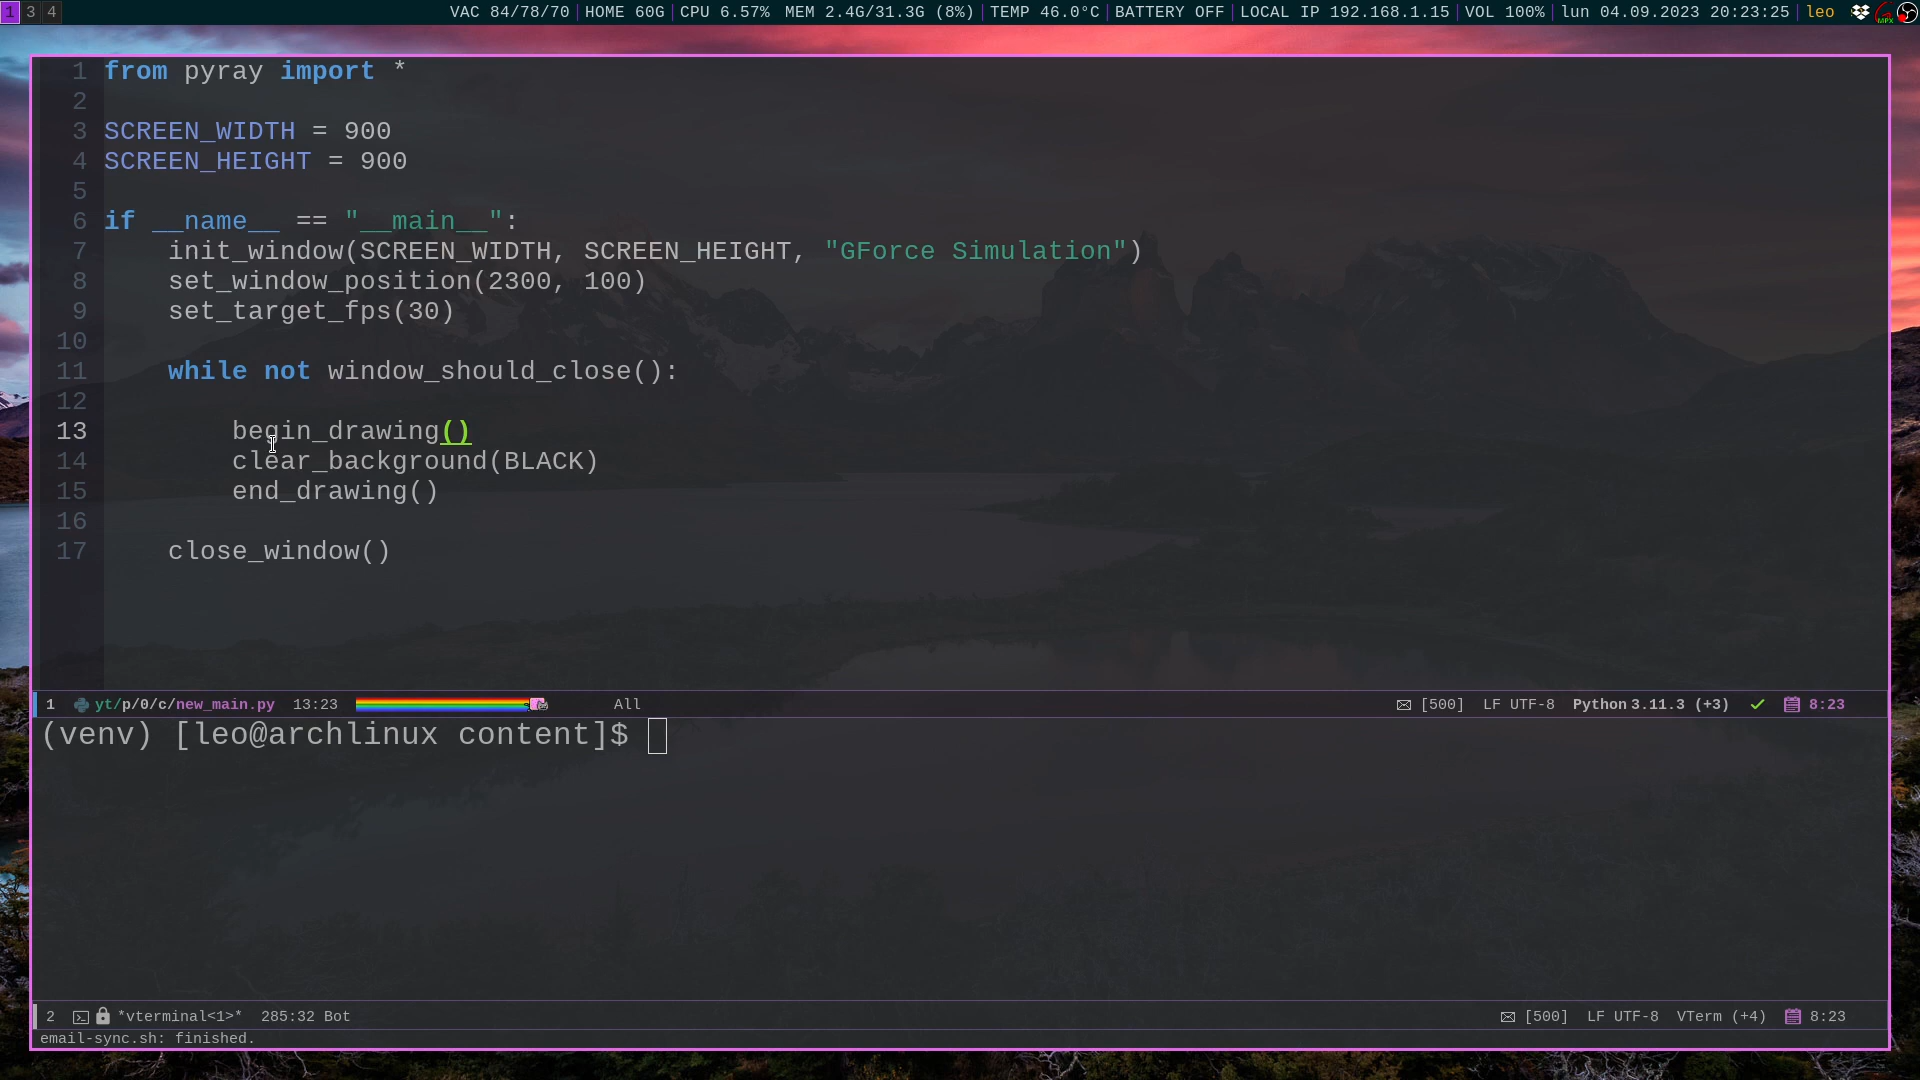 1 3 4 VAC 84/78/70 HOME 60G CPU 6.57% MEM 2.4G/31.3G (8%) TEMP 46.0°C BATTERY OFF LOCAL IP 192.168.1.15 VOL 100% lun 04.09.2023 20:23:25 leo
1 from pyray import *
2
3 SCREEN_WIDTH = 900
4 SCREEN_HEIGHT = 900
5
6 if __name__ == "__main__":
7     init_window(SCREEN_WIDTH, SCREEN_HEIGHT, "GForce Simulation")
8     set_window_position(2300, 100)
9     set_target_fps(30)
10
11     while not window_should_close():
12
13         begin_drawing()
14         clear_background(BLACK)
15         end_drawing()
16
17     close_window()
1 yt/p/0/c/new_main.py 13:23 All [500] LF UTF-8 Python 3.11.3 (+3) 8:23
(venv) [leo@archlinux content]$
2 *vterminal<1>* 285:32 Bot [500] LF UTF-8 VTerm (+4) 8:23
email-sync.sh: finished.